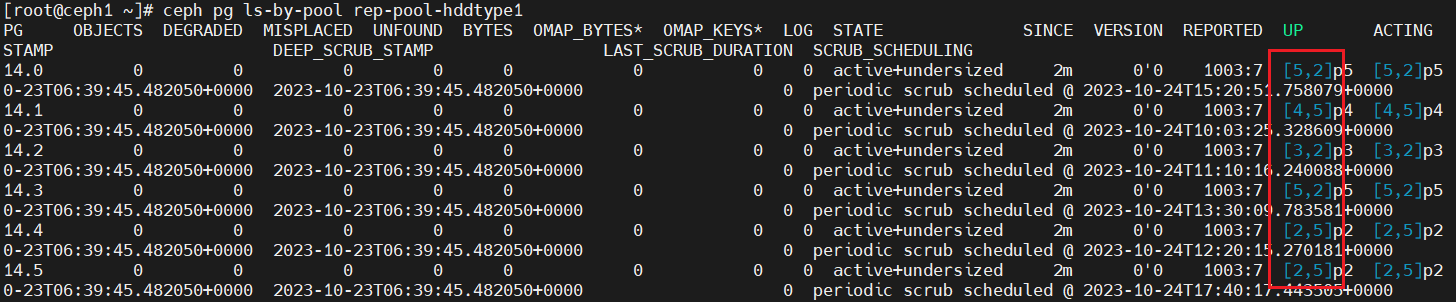 [root@ceph1 ~]# ceph pg ls-by-pool rep-pool-hddtype1
PG OBJECTS DEGRADED MISPLACED UNFOUND BYTES OMAP_BYTES* OMAP_KEYS* LOG STATE SINCE VERSION REPORTED UP ACTING
STAMP DEEP_SCRUB_STAMP LAST_SCRUB_DURATION SCRUB_SCHEDULING
14.0 0 0 0 0 0 0 0 0 active+undersized 2m 0'0 1003:7 [5,2]p5 [5,2]p5
0-23T06:39:45.482050+0000 2023-10-23T06:39:45.482050+0000 0 periodic scrub scheduled @ 2023-10-24T15:20:51.758079+0000
14.1 0 0 0 0 0 0 0 0 active+undersized 2m 0'0 1003:7 [4,5]p4 [4,5]p4
0-23T06:39:45.482050+0000 2023-10-23T06:39:45.482050+0000 0 periodic scrub scheduled @ 2023-10-24T10:03:25.328609+0000
14.2 0 0 0 0 0 0 0 0 active+undersized 2m 0'0 1003:7 [3,2]p3 [3,2]p3
0-23T06:39:45.482050+0000 2023-10-23T06:39:45.482050+0000 0 periodic scrub scheduled @ 2023-10-24T11:10:16.240088+0000
14.3 0 0 0 0 0 0 0 0 active+undersized 2m 0'0 1003:7 [5,2]p5 [5,2]p5
0-23T06:39:45.482050+0000 2023-10-23T06:39:45.482050+0000 0 periodic scrub scheduled @ 2023-10-24T13:30:09.783581+0000
14.4 0 0 0 0 0 0 0 0 active+undersized 2m 0'0 1003:7 [2,5]p2 [2,5]p2
0-23T06:39:45.482050+0000 2023-10-23T06:39:45.482050+0000 0 periodic scrub scheduled @ 2023-10-24T12:20:15.270181+0000
14.5 0 0 0 0 0 0 0 0 active+undersized 2m 0'0 1003:7 [2,5]p2 [2,5]p2
0-23T06:39:45.482050+0000 2023-10-23T06:39:45.482050+0000 0 periodic scrub scheduled @ 2023-10-24T17:40:17.443505+0000